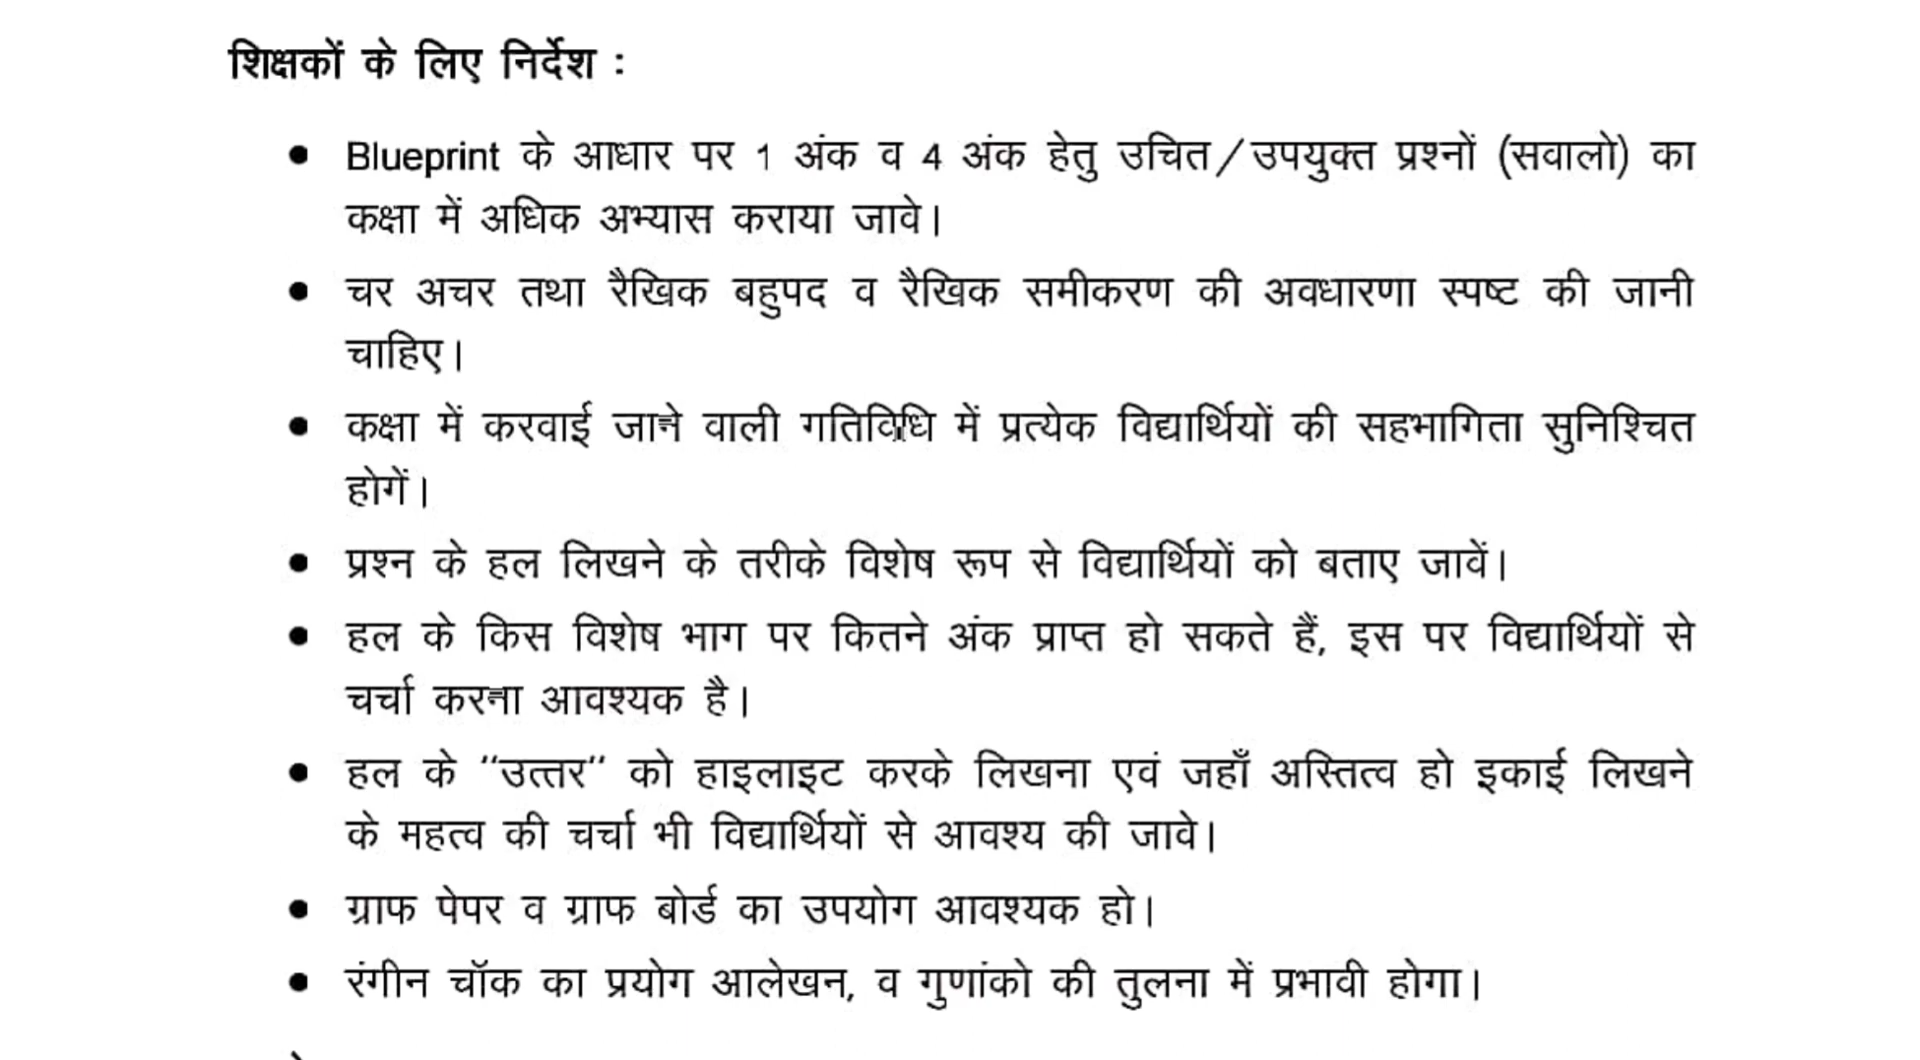 शिक्षकों के लिए निर्देश :
• Blueprint के आधार पर 1 अंक व 4 अंक हेतु उचित/उपयुक्त प्रश्नों (सवालो) का
कक्षा में अधिक अभ्यास कराया जावे।
• चर अचर तथा रैखिक बहुपद व रैखिक समीकरण की अवधारणा स्पष्ट की जानी
चाहिए।
• कक्षा में करवाई जाने वाली गतिविधि में प्रत्येक विद्यार्थियों की सहभागिता सुनिश्चित
होगें।
• प्रश्न के हल लिखने के तरीके विशेष रूप से विद्यार्थियों को बताए जावें।
• हल के किस विशेष भाग पर कितने अंक प्राप्त हो सकते हैं, इस पर विद्यार्थियों से
चर्चा करना आवश्यक है।
• हल के “उत्तर” को हाइलाइट करके लिखना एवं जहाँ अस्तित्व हो इकाई लिखने
के महत्व की चर्चा भी विद्यार्थियों से आवश्य की जावे।
• ग्राफ पेपर व ग्राफ बोर्ड का उपयोग आवश्यक हो।
• रंगीन चॉक का प्रयोग आलेखन, व गुणांको की तुलना में प्रभावी होगा।